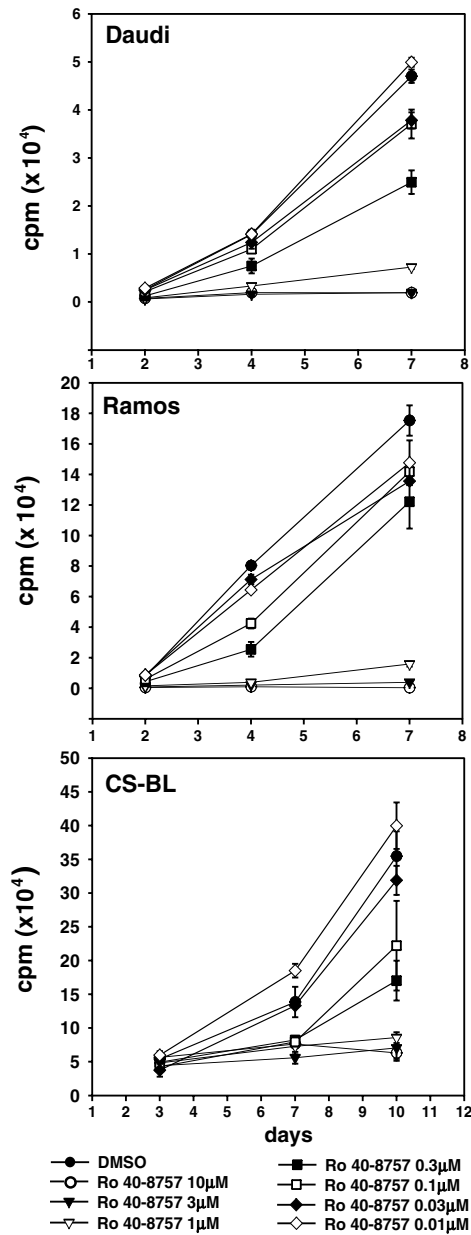 Daudi
cpm (x 10⁴)
6
5
4
3
2
1
0
1 2 3 4 5 6 7 8
Ramos
cpm (x 10⁴)
20
18
16
14
12
10
8
6
4
2
0
1 2 3 4 5 6 7 8
CS-BL
cpm (x10⁴)
50
45
40
35
30
25
20
15
10
5
0
0 1 2 3 4 5 6 7 8 9 10 11 12
days
DMSO
Ro 40-8757 10µM
Ro 40-8757 3µM
Ro 40-8757 1µM
Ro 40-8757 0.3µM
Ro 40-8757 0.1µM
Ro 40-8757 0.03µM
Ro 40-8757 0.01µM